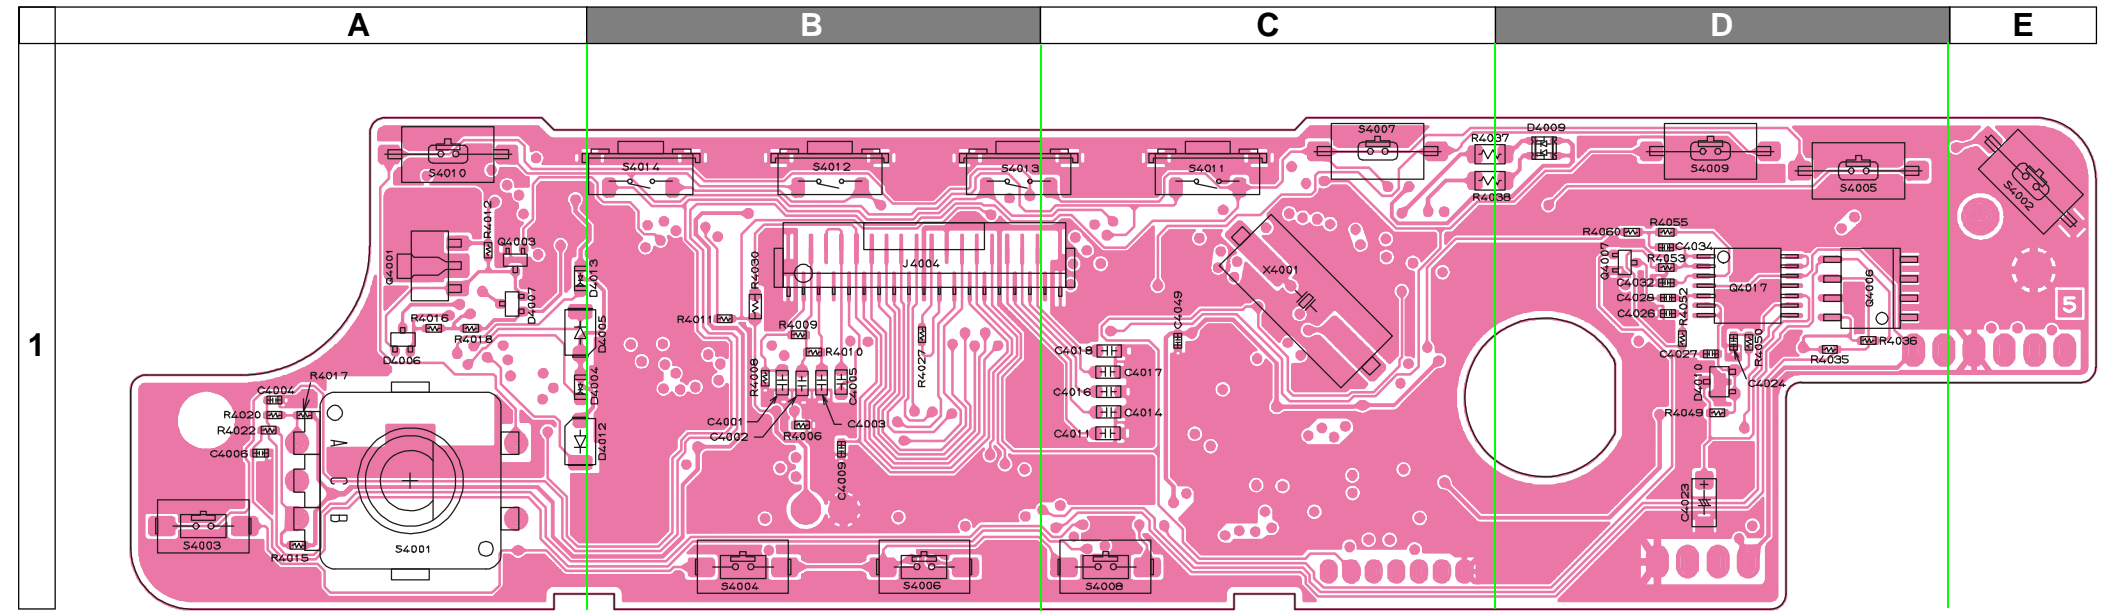 A B C D E
1 1
S4007 R4037 D4009
S4010 S4014 S4012 S4013 S4011 R4038 S4009 S4005 S4002
R4012 Q4003 R4055
R4060 C4034
Q4001 D4013 R4030 J4004 X4001 Q4007 R4053
D4007 C4032 Q4017 Q4006
C4028 R4052
R4016 R4011 R4009 C4049 C4026
R4018 D4005 5
D4006 R4010 R4027 C4018 C4027 R4050 R4036
R4035
R4017 D4004 R4008 C4005 C4017 D4010 C4024
C4004 C4016
R4020 C4001 C4003 C4014 R4049
R4022 A D4012 C4002 R4006 C4011
C4006 C C4009 C4023
B
S4003 S4001
R4015 S4004 S4006 S4008